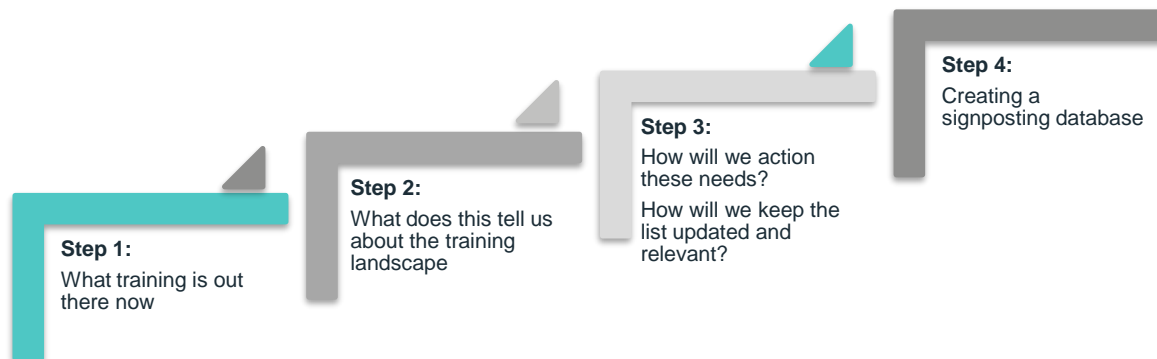 Step 1:
What training is out
there now
Step 2:
What does this tell us
about the training
landscape
Step 3:
How will we action
these needs?
How will we keep the
list updated and
relevant?
Step 4:
Creating a
signposting database